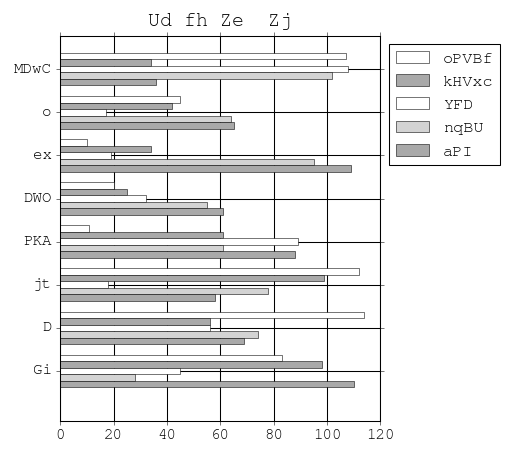 Ud fh Ze  Zj
MDwC
o
ex
DWO
PKA
jt
D
Gi
0 20 40 60 80 100 120
oPVBf
kHVxc
YFD
nqBU
aPI